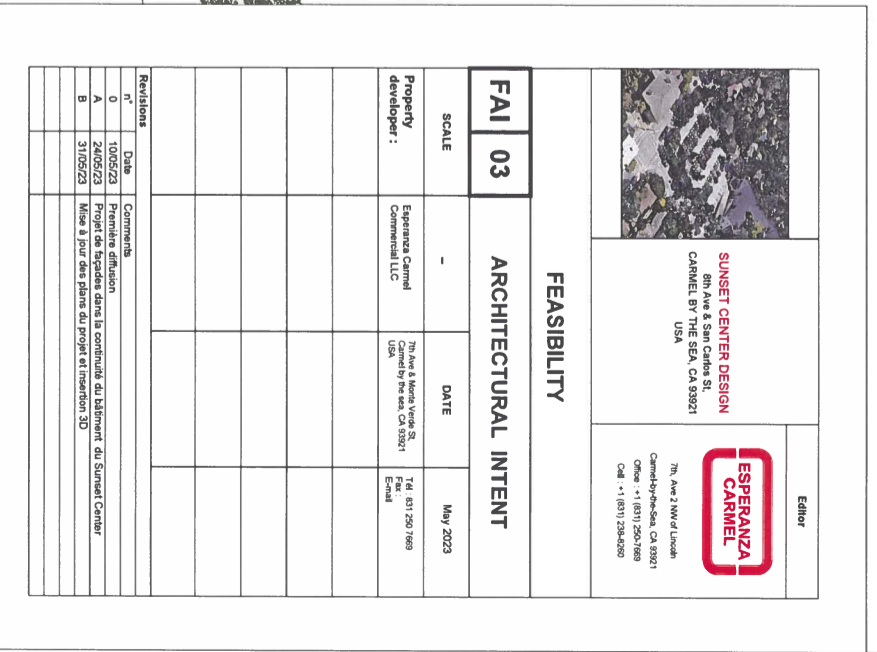 Editor
SUNSET CENTER DESIGN
8th Ave & San Carlos St,
CARMEL BY THE SEA, CA 93921
USA
ESPERANZA
CARMEL
7th, Ave 2 NW of Lincoln
Carmel-by-the-Sea, CA 93921
Office : +1 (831) 250-7669
Cell : +1 (831) 238-8260
FEASIBILITY
FAI 03 ARCHITECTURAL INTENT
SCALE – DATE May 2023
Property
developer :
Esperanza Carmel
Commercial LLC
7th Ave & Monte Verde St,
Carmel by the sea, CA 93921
USA
Tél : 831 250 7669
Fax :
E-mail
Revisions
n° Date Comments
0 10/05/23 Première diffusion
A 24/05/23 Projet de façades dans la continuité du bâtiment du Sunset Center
B 31/05/23 Mise à jour des plans du projet et insertion 3D